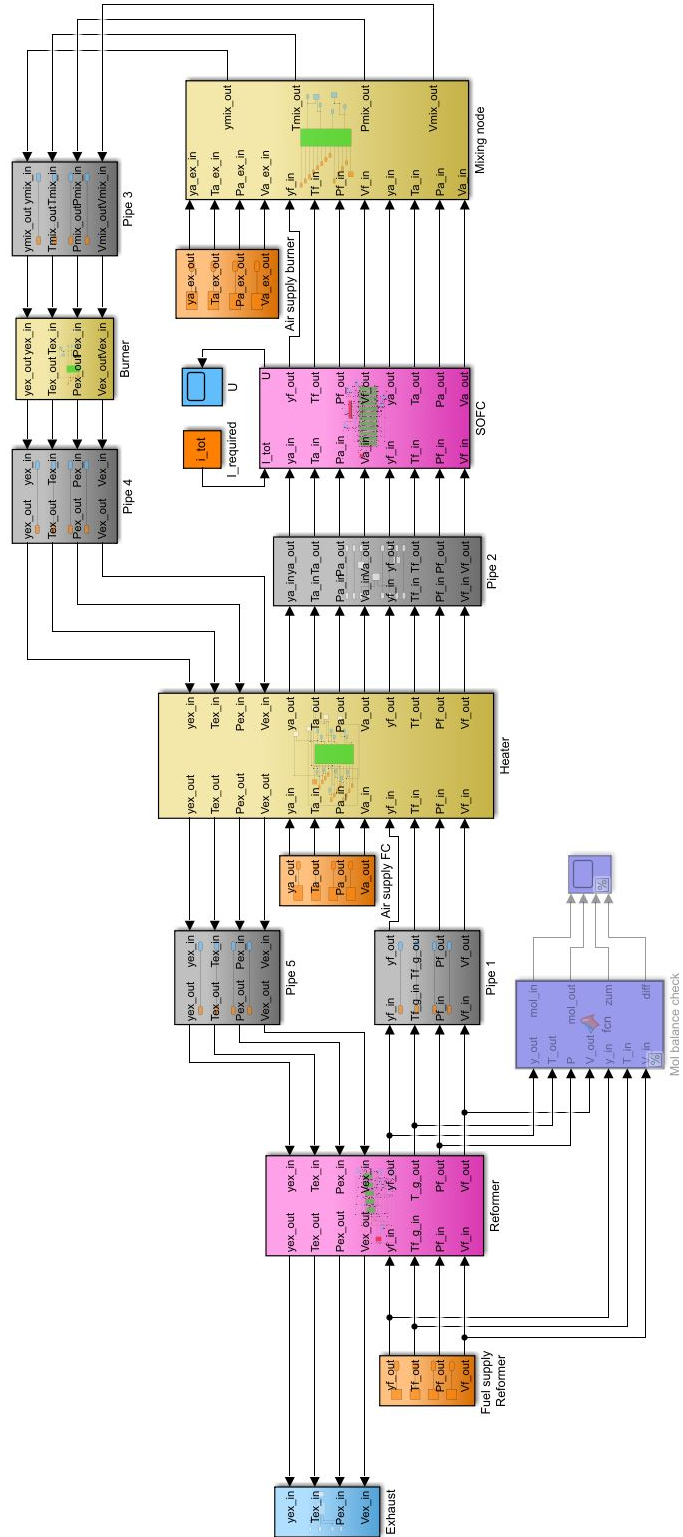 yex_out yex_in
Tex_out Tex_in
Pex_out Pex_in
Vex_out Vex_in
Pipe 4
yex_out yex_in
Tex_out Tex_in
Pex_out Pex_in
Vex_out Vex_in
Burner
ymix_out ymix_in
Tmix_out Tmix_in
Pmix_out Pmix_in
Vmix_out Vmix_in
Pipe 3
yex_in
Tex_in
Pex_in
Vex_in
Exhaust
yf_out
Tf_out
Pf_out
Vf_out
Fuel supply
Reformer
yex_out yex_in
Tex_out Tex_in
Pex_out Pex_in
Vex_out Vex_in
yf_in yf_out
Tf_g_in T_g_out
Pf_in Pf_out
Vf_in Vf_out
Reformer
yex_out yex_in
Tex_out Tex_in
Pex_out Pex_in
Vex_out Vex_in
Pipe 5
yf_in yf_out
Tf_g_in Tf_g_out
Pf_in Pf_out
Vf_in Vf_out
Pipe 1
ya_out
Ta_out
Pa_out
Va_out
Air supply FC
yex_out yex_in
Tex_out Tex_in
Pex_out Pex_in
Vex_out Vex_in
ya_in ya_out
Ta_in Ta_out
Pa_in Pa_out
Va_in Va_out
yf_in yf_out
Tf_in Tf_out
Pf_in Pf_out
Vf_in Vf_out
Heater
ya_in ya_out
Ta_in Ta_out
Pa_in Pa_out
Va_in Va_out
yf_in yf_out
Tf_in Tf_out
Pf_in Pf_out
Vf_in Vf_out
Pipe 2
i_tot
I_required
U
I_tot U
ya_in yf_out
Ta_in Tf_out
Pa_in Pf_out
Va_in Vf_out
yf_in ya_out
Tf_in Ta_out
Pf_in Pa_out
Vf_in Va_out
SOFC
ya_ex_out
Ta_ex_out
Pa_ex_out
Va_ex_out
Air supply burner
ya_ex_in
Ta_ex_in
Pa_ex_in
Va_ex_in
yf_in
Tf_in
Pf_in
Vf_in
ya_in
Ta_in
Pa_in
Va_in
ymix_out
Tmix_out
Pmix_out
Vmix_out
Mixing node
y_out
T_out
P
V_out
y_in
T_in
V_in
fcn
mol_in
mol_out
zum
diff
%
Mol balance check
%